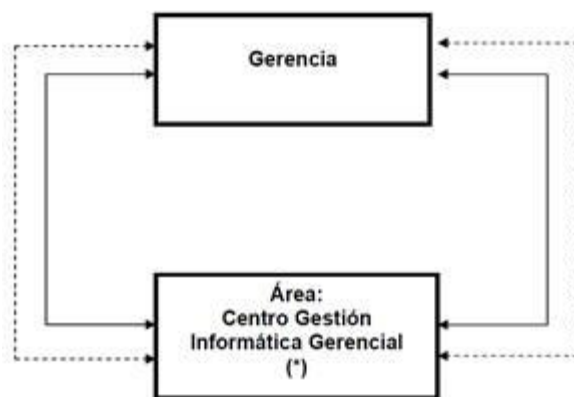 Gerencia
Área:
Centro Gestión
Informática Gerencial
(*)